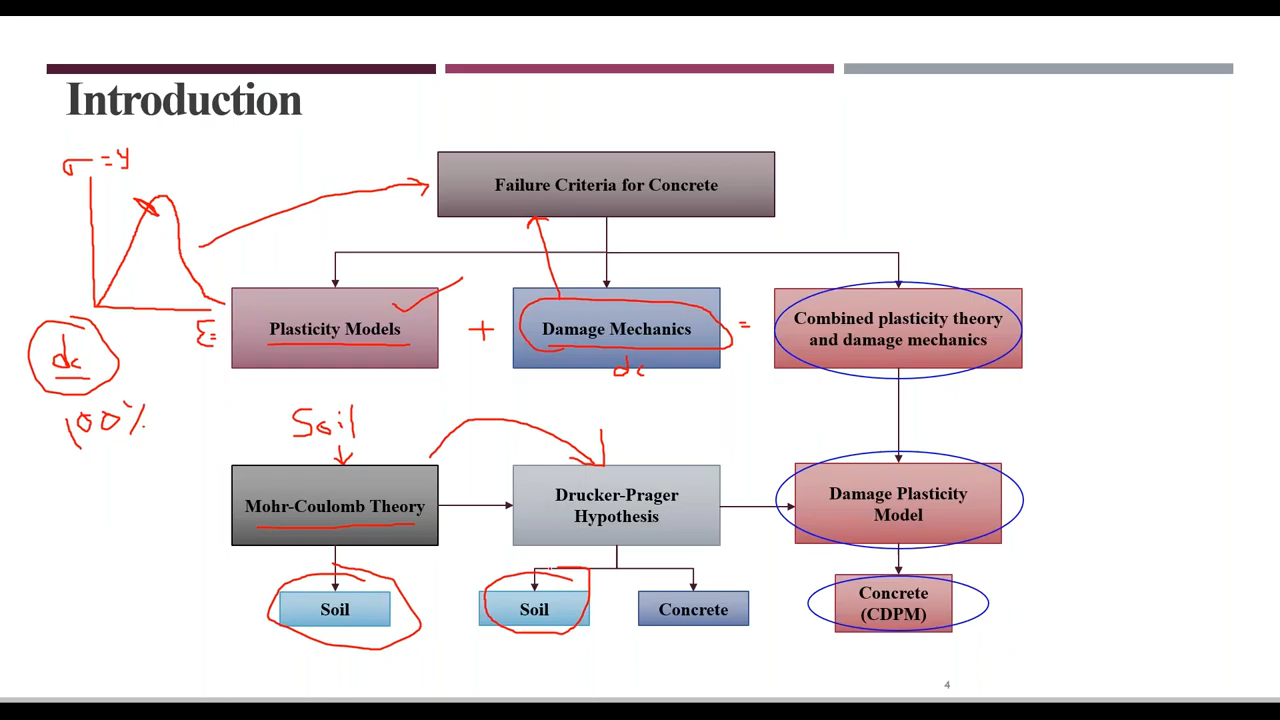 Introduction
σ = y
Failure Criteria for Concrete
ε =
Plasticity Models
+
Damage Mechanics
=
Combined plasticity theory
and damage mechanics
dc
dc
100%
Soil
Mohr-Coulomb Theory
Drucker-Prager
Hypothesis
Damage Plasticity
Model
Soil
Soil
Concrete
Concrete
(CDPM)
4